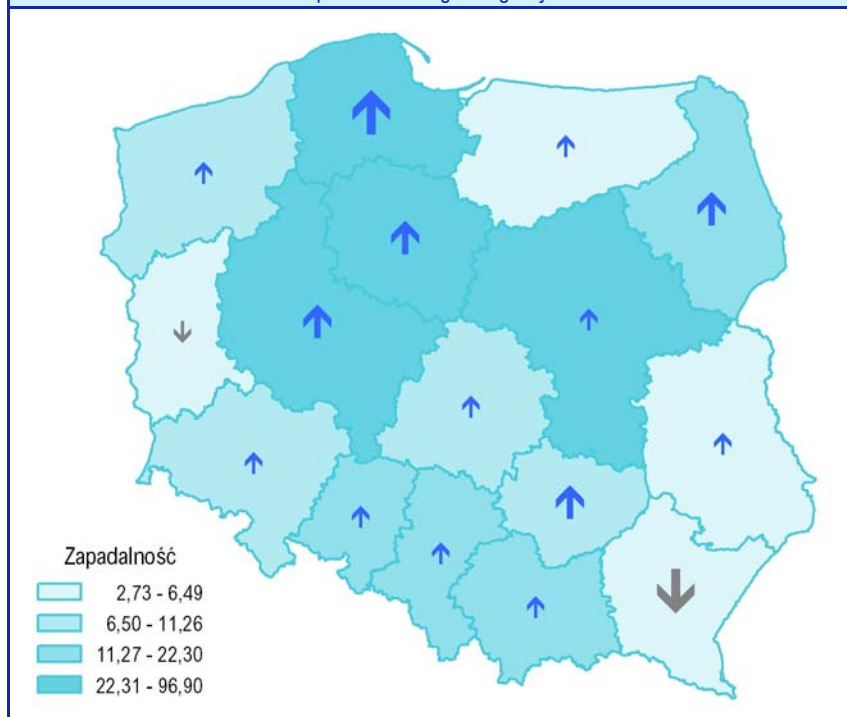 Zapadalność
2,73 - 6,49
6,50 - 11,26
11,27 - 22,30
22,31 - 96,90